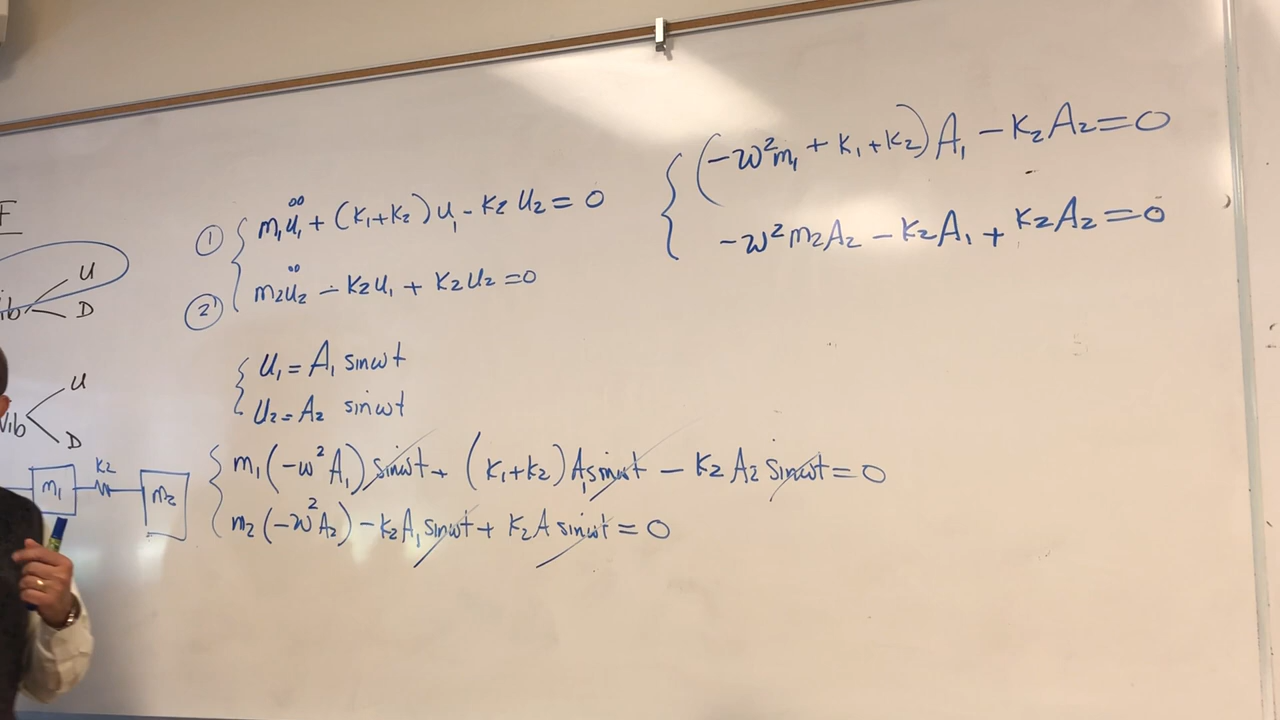 F
U
ib
D
U
Vib
D
m₁ K₂ m₂
① { m₁ü₁ + (K₁+K₂)U₁ - K₂U₂ = 0
② { m₂ü₂ - K₂U₁ + K₂U₂ = 0
{ U₁ = A₁ sinωt
U₂ = A₂ sinωt
{ m₁(-ω²A₁) sinωt + (K₁+K₂)A₁sinωt - K₂A₂ sinωt = 0
m₂(-ω²A₂) - K₂A₁ sinωt + K₂A sinωt = 0
{ (-ω²m₁ + K₁ + K₂)A₁ - K₂A₂ = 0
-ω²m₂A₂ - K₂A₁ + K₂A₂ = 0